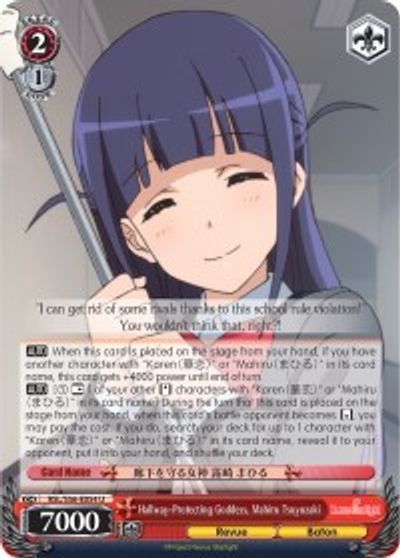 2
1
"I can get rid of some rivals thanks to this school rule violation!
You wouldn't think that, right?!
When this card is placed on the stage from your hand, if you have
another character with "Karen (華恋)" or "Mahiru (まひる)" in its card
name, this card gets +4000 power until end of turn.
of your other characters with "Karen (華恋)" or "Mahiru
(まひる)" in its card name] During the turn that this card is placed on the
stage from your hand, when this card's battle opponent becomes you
may pay the cost. If you do, search your deck for up to 1 character with
"Karen (華恋)" or "Mahiru (まひる)" in its card name, reveal it to your
opponent, put it into your hand, and shuffle your deck.
Card Name
廊下を守る女神 まひる
7000
Hallway-Protecting Goddess, Mahiru Tsuyuzaki
Revue
Baton
©Project Revue Starlight